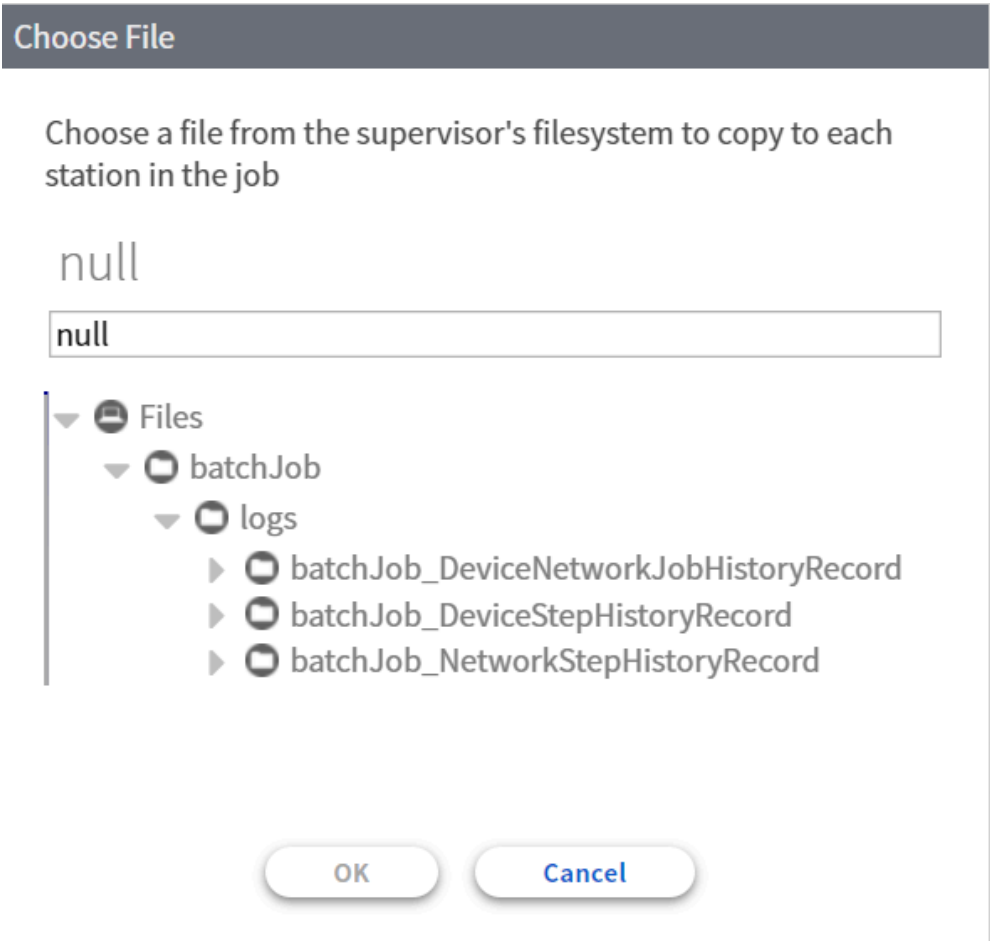 Choose File
Choose a file from the supervisor's filesystem to copy to each
station in the job
null
null
Files
batchJob
logs
batchJob_DeviceNetworkJobHistoryRecord
batchJob_DeviceStepHistoryRecord
batchJob_NetworkStepHistoryRecord
OK Cancel